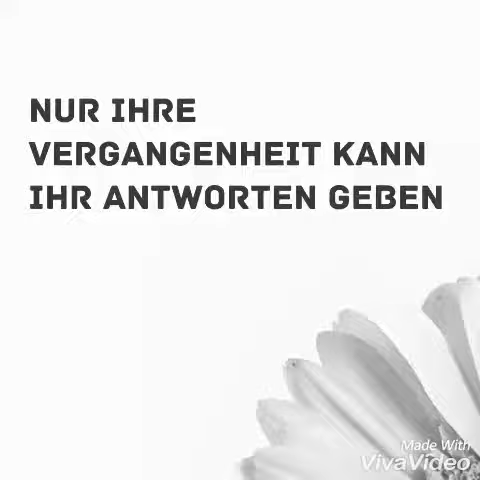 NUR IHRE
VERGANGENHEIT KANN
IHR ANTWORTEN GEBEN
Made With
VivaVideo